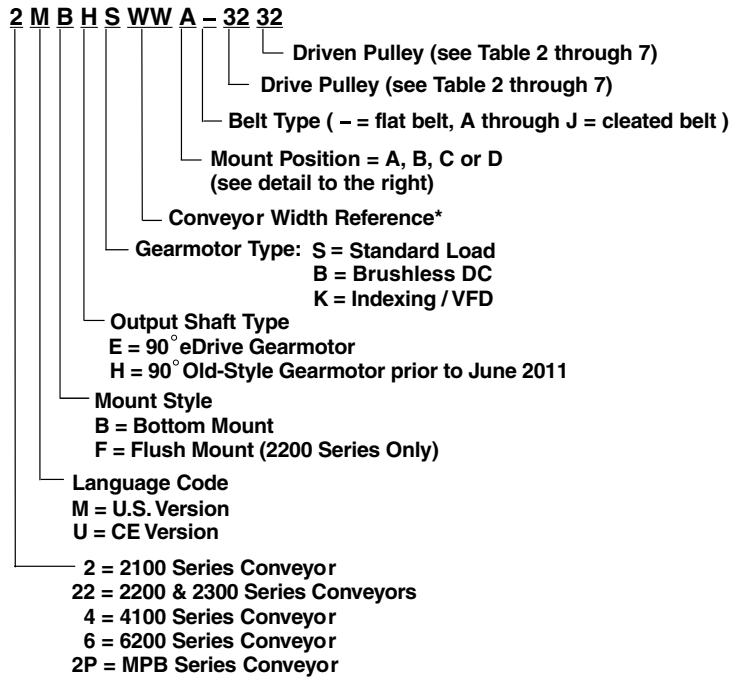 2 M B H S WW A – 32 32
Driven Pulley (see Table 2 through 7)
Drive Pulley (see Table 2 through 7)
Belt Type ( – = flat belt, A through J = cleated belt )
Mount Position = A, B, C or D
(see detail to the right)
Conveyor Width Reference*
Gearmotor Type: S = Standard Load
B = Brushless DC
K = Indexing / VFD
Output Shaft Type
E = 90° eDrive Gearmotor
H = 90° Old-Style Gearmotor prior to June 2011
Mount Style
B = Bottom Mount
F = Flush Mount (2200 Series Only)
Language Code
M = U.S. Version
U = CE Version
2 = 2100 Series Conveyor
22 = 2200 & 2300 Series Conveyors
4 = 4100 Series Conveyor
6 = 6200 Series Conveyor
2P = MPB Series Conveyor